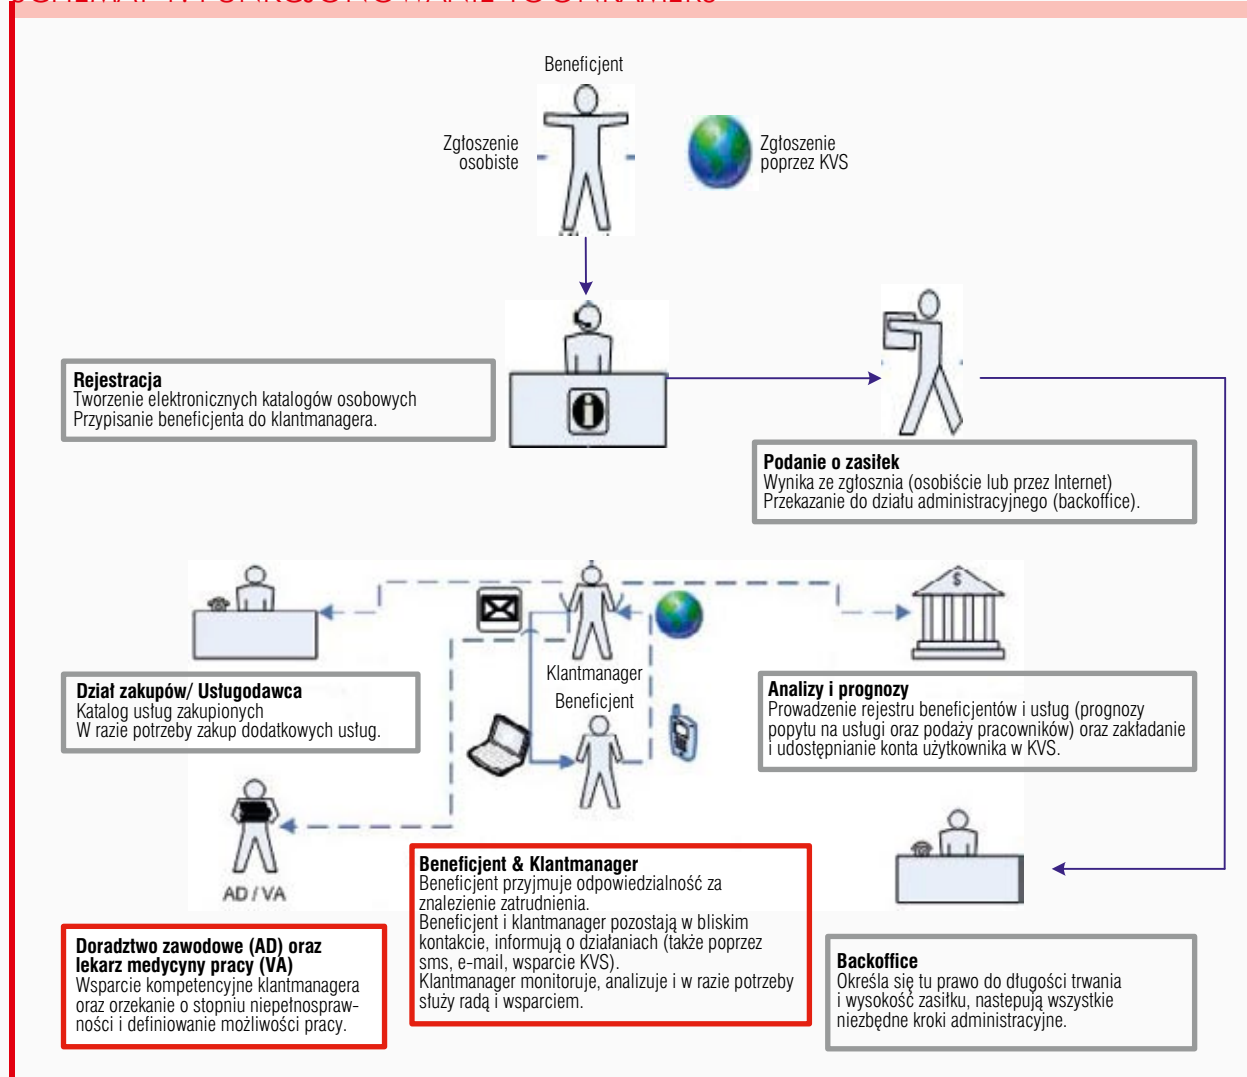 Beneficjent
Zgłoszenie
osobiste
Zgłoszenie
poprzez KVS
Rejestracja
Tworzenie elektronicznych katalogów osobowych
Przypisanie beneficjenta do klantmanagera.
Podanie o zasiłek
Wynika ze zgłosznia (osobiście lub przez Internet)
Przekazanie do działu administracyjnego (backoffice).
$
Klantmanager
Beneficjent
Dział zakupów/ Usługodawca
Katalog usług zakupionych
W razie potrzeby zakup dodatkowych usług.
Analizy i prognozy
Prowadzenie rejestru beneficjentów i usług (prognozy
popytu na usługi oraz podaży pracowników) oraz zakładanie
i udostępnianie konta użytkownika w KVS.
AD / VA
Doradztwo zawodowe (AD) oraz
lekarz medycyny pracy (VA)
Wsparcie kompetencyjne klantmanagera
oraz orzekanie o stopniu niepełnospraw-
ności i definiowanie możliwości pracy.
Beneficjent & Klantmanager
Beneficjent przyjmuje odpowiedzialność za
znalezienie zatrudnienia.
Beneficjent i klantmanager pozostają w bliskim
kontakcie, informują o działaniach (także poprzez
sms, e-mail, wsparcie KVS).
Klantmanager monitoruje, analizuje i w razie potrzeby
służy radą i wsparciem.
Backoffice
Określa się tu prawo do długości trwania
i wysokość zasiłku, nastepują wszystkie
niezbędne kroki administracyjne.